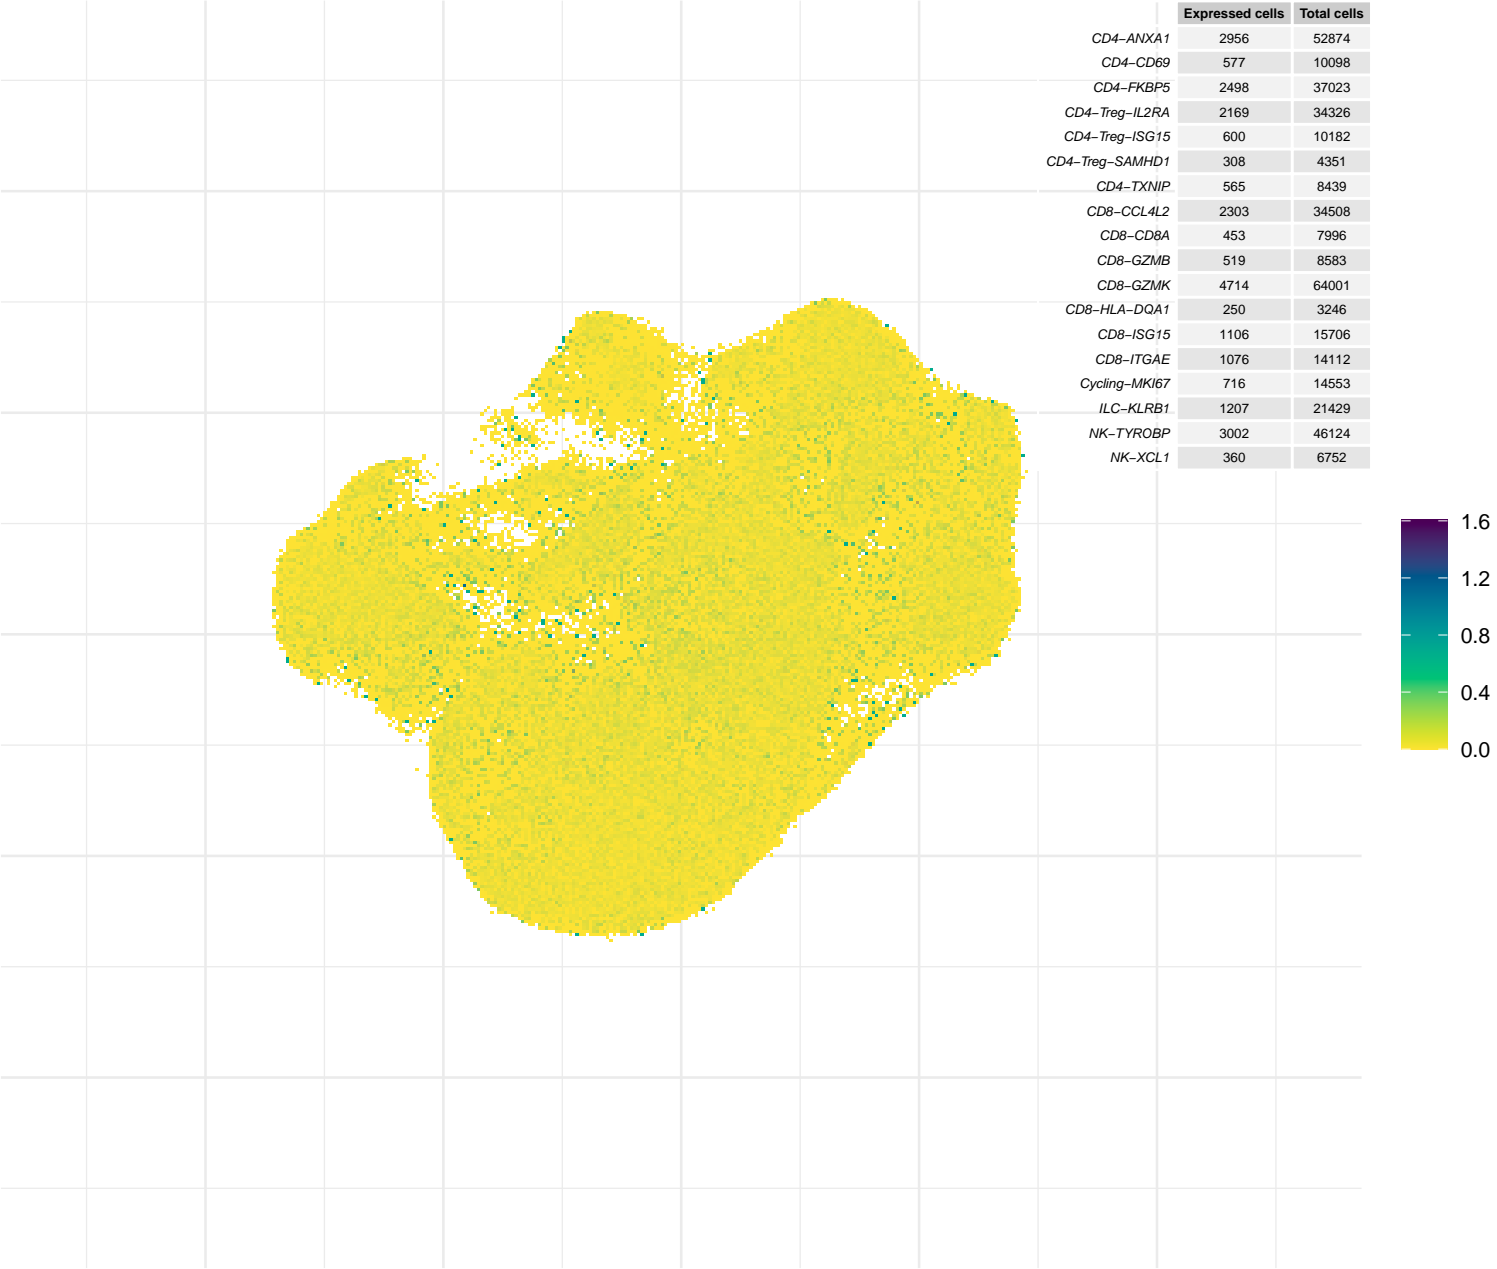 Expressed cells Total cells
CD4−ANXA1 2956 52874
CD4−CD69 577 10098
CD4−FKBP5 2498 37023
CD4−Treg−IL2RA 2169 34326
CD4−Treg−ISG15 600 10182
CD4−Treg−SAMHD1 308 4351
CD4−TXNIP 565 8439
CD8−CCL4L2 2303 34508
CD8−CD8A 453 7996
CD8−GZMB 519 8583
CD8−GZMK 4714 64001
CD8−HLA−DQA1 250 3246
CD8−ISG15 1106 15706
CD8−ITGAE 1076 14112
Cycling−MKI67 716 14553
ILC−KLRB1 1207 21429
NK−TYROBP 3002 46124
NK−XCL1 360 6752
1.6
1.2
0.8
0.4
0.0